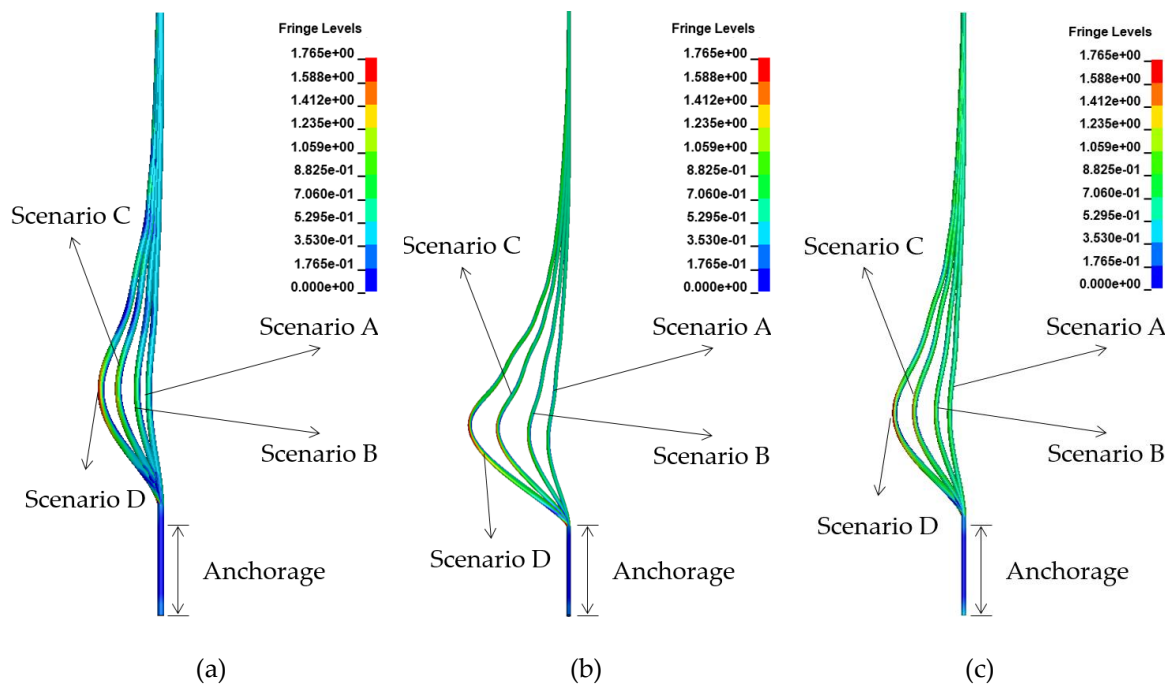 Fringe Levels
1.765e+00
1.588e+00
1.412e+00
1.235e+00
1.059e+00
8.825e-01
7.060e-01
5.295e-01
3.530e-01
1.765e-01
0.000e+00
Scenario C
Scenario A
Scenario B
Scenario D
Anchorage
(a)
Fringe Levels
1.765e+00
1.588e+00
1.412e+00
1.235e+00
1.059e+00
8.825e-01
7.060e-01
5.295e-01
3.530e-01
1.765e-01
0.000e+00
Scenario C
Scenario A
Scenario B
Scenario D
Anchorage
(b)
Fringe Levels
1.765e+00
1.588e+00
1.412e+00
1.235e+00
1.059e+00
8.825e-01
7.060e-01
5.295e-01
3.530e-01
1.765e-01
0.000e+00
Scenario C
Scenario A
Scenario B
Scenario D
Anchorage
(c)